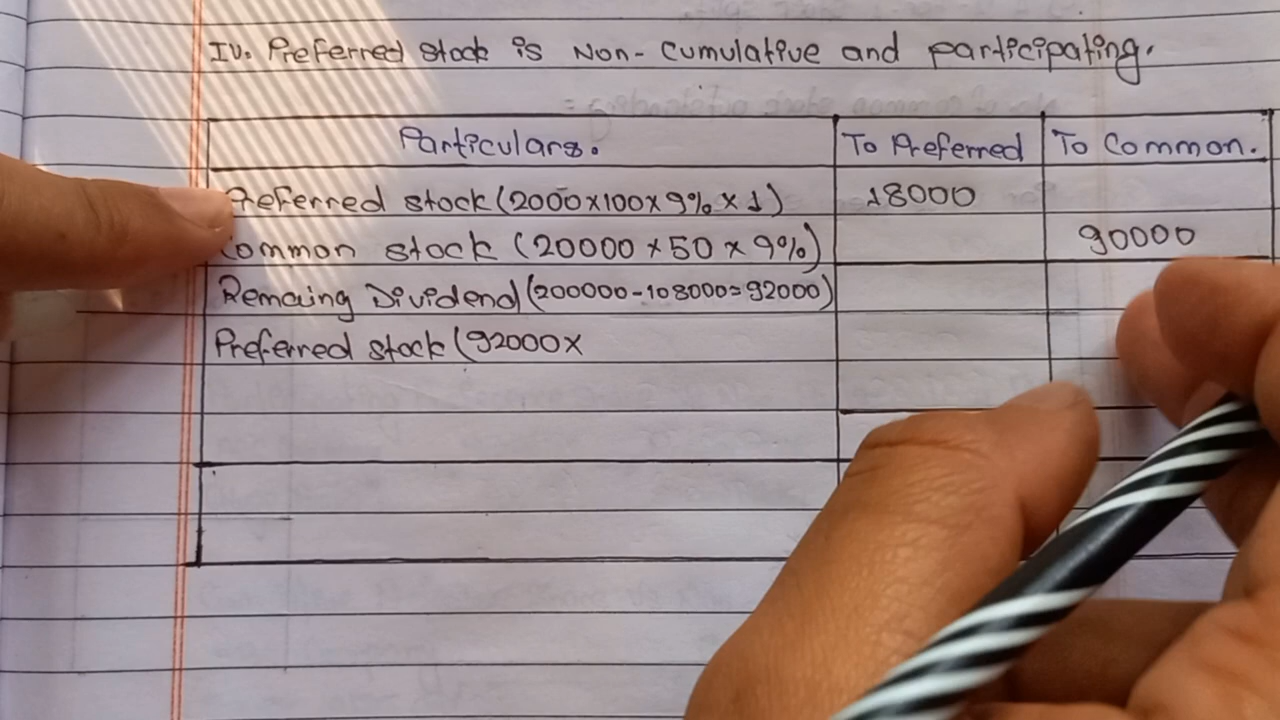 IV. Preferred stock is Non-cumulative and participating.
Particulars. To Preferred To Common.
Preferred stock (2000x100x9% x 1) 18000
Common stock (20000 x 50 x 9%) 90000
Remaing Dividend (200000-108000=92000)
Preferred stock (92000x